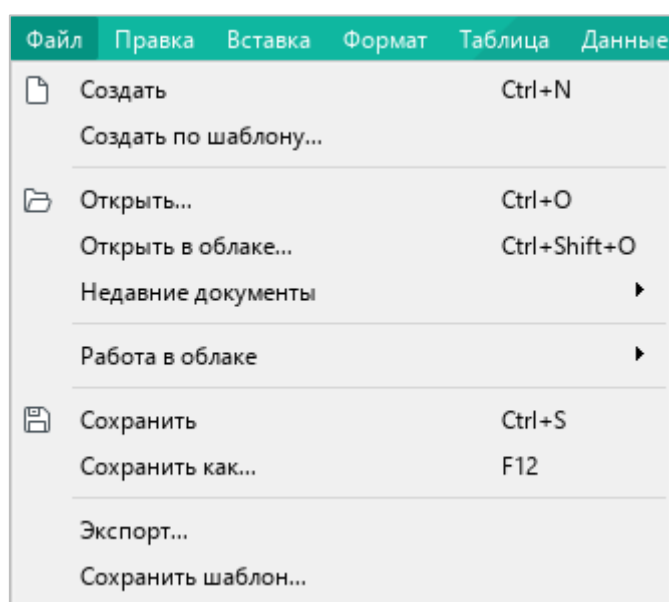 Файл Правка Вставка Формат Таблица Данные
Создать Ctrl+N
Создать по шаблону...
Открыть... Ctrl+O
Открыть в облаке... Ctrl+Shift+O
Недавние документы
Работа в облаке
Сохранить Ctrl+S
Сохранить как... F12
Экспорт...
Сохранить шаблон...